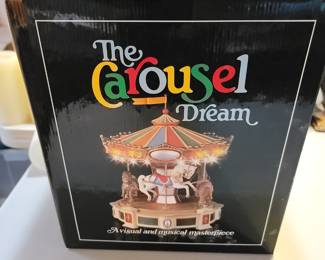 The
Carousel
Dream
A visual and musical masterpiece